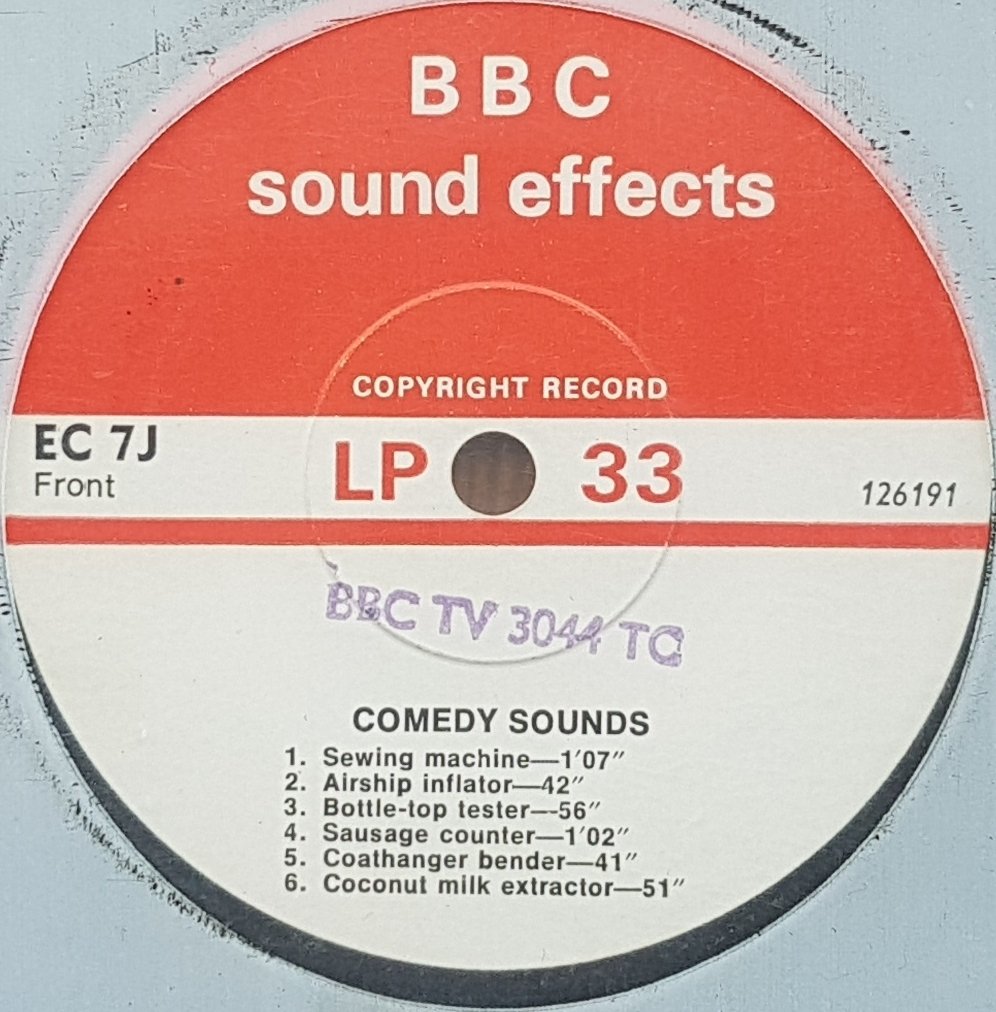 BBC
sound effects
COPYRIGHT RECORD
EC 7J
Front
LP 33
126191
BBC TV 3044 TC
COMEDY SOUNDS
1. Sewing machine—1′07″
2. Airship inflator—42″
3. Bottle-top tester—56″
4. Sausage counter—1′02″
5. Coathanger bender—41″
6. Coconut milk extractor—51″